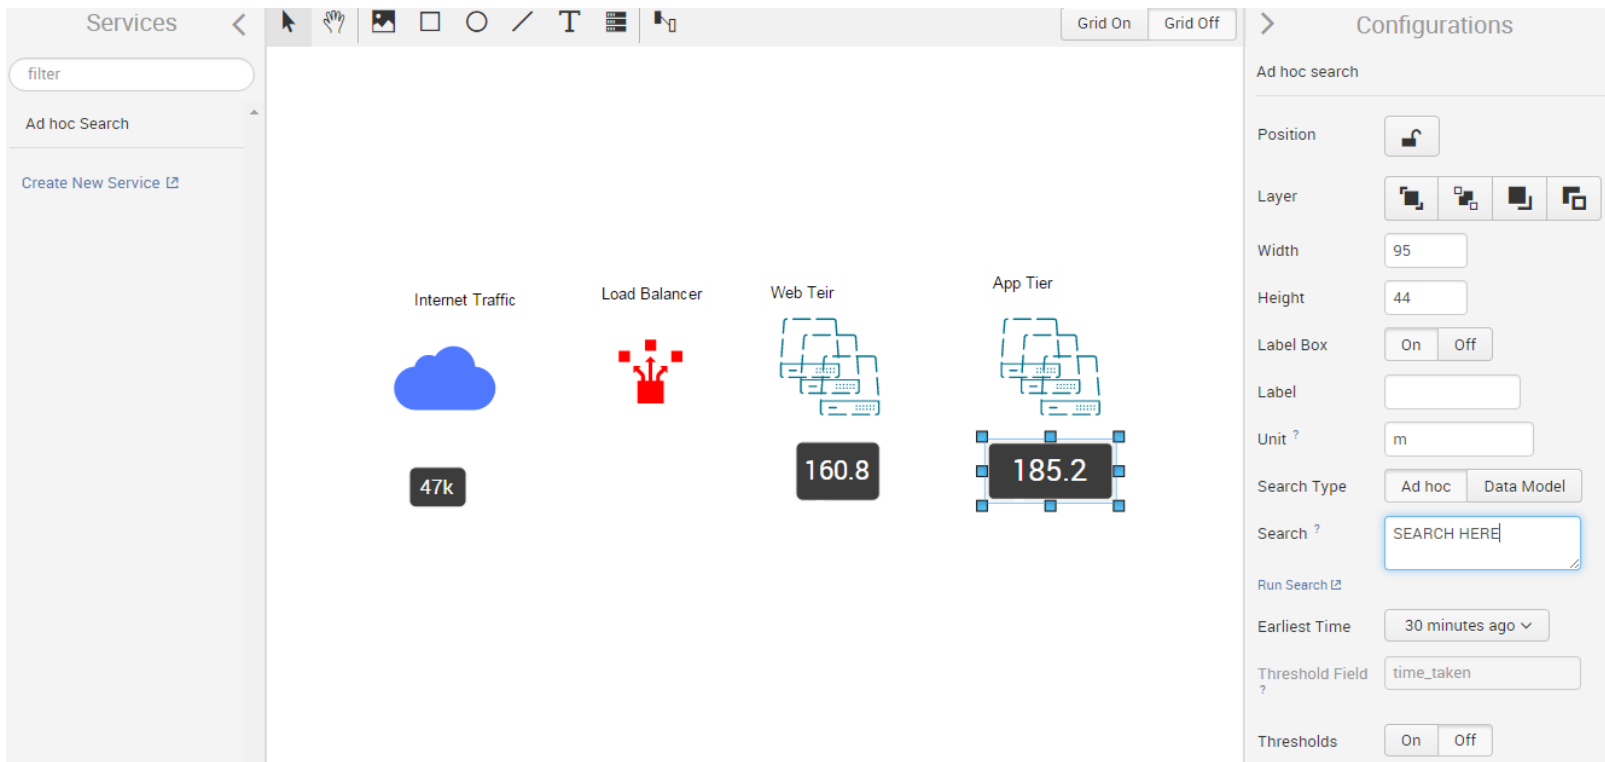 Services
filter
Ad hoc Search
Create New Service
T
Grid On Grid Off
Internet Traffic
Load Balancer
Web Teir
App Tier
47k
160.8
185.2
Configurations
Ad hoc search
Position
Layer
Width 95
Height 44
Label Box On Off
Label
Unit ? m
Search Type Ad hoc Data Model
Search ? SEARCH HERE
Run Search
Earliest Time 30 minutes ago
Threshold Field time_taken
?
Thresholds On Off